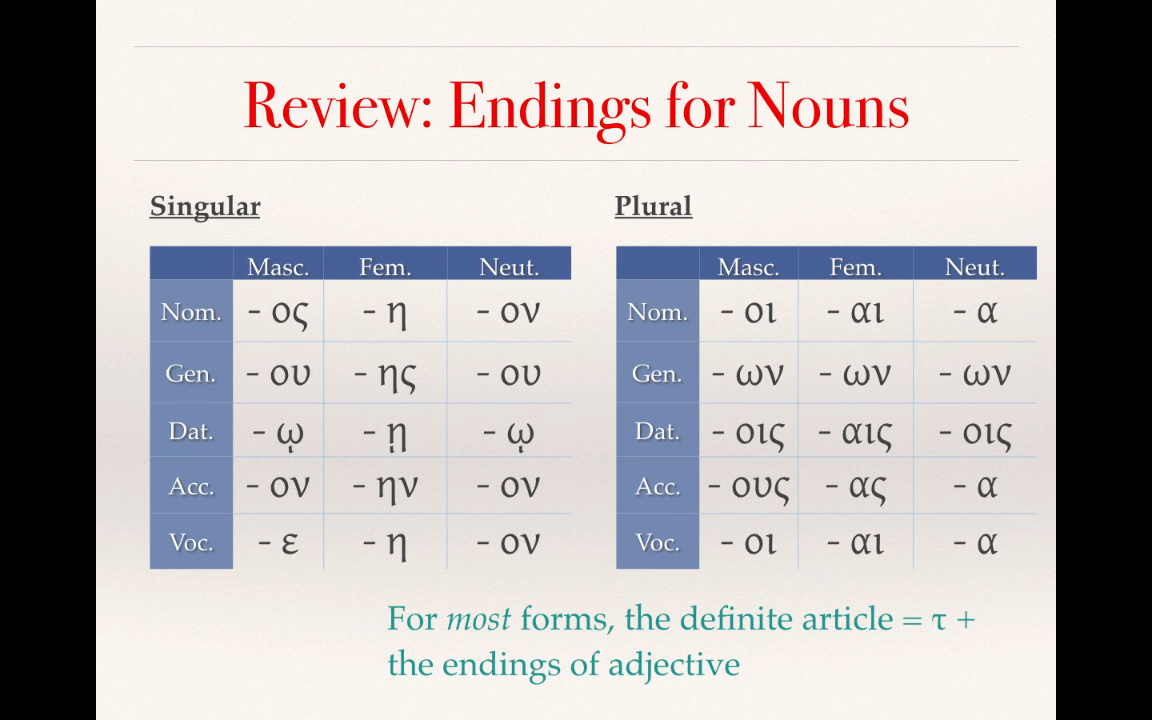 Review: Endings for Nouns
Singular
Masc. Fem. Neut.
Nom. - ος - η - ον
Gen. - ου - ης - ου
Dat. - ῳ - ῃ - ῳ
Acc. - ον - ην - ον
Voc. - ε - η - ον
Plural
Masc. Fem. Neut.
Nom. - οι - αι - α
Gen. - ων - ων - ων
Dat. - οις - αις - οις
Acc. - ους - ας - α
Voc. - οι - αι - α
For most forms, the definite article = τ +
the endings of adjective